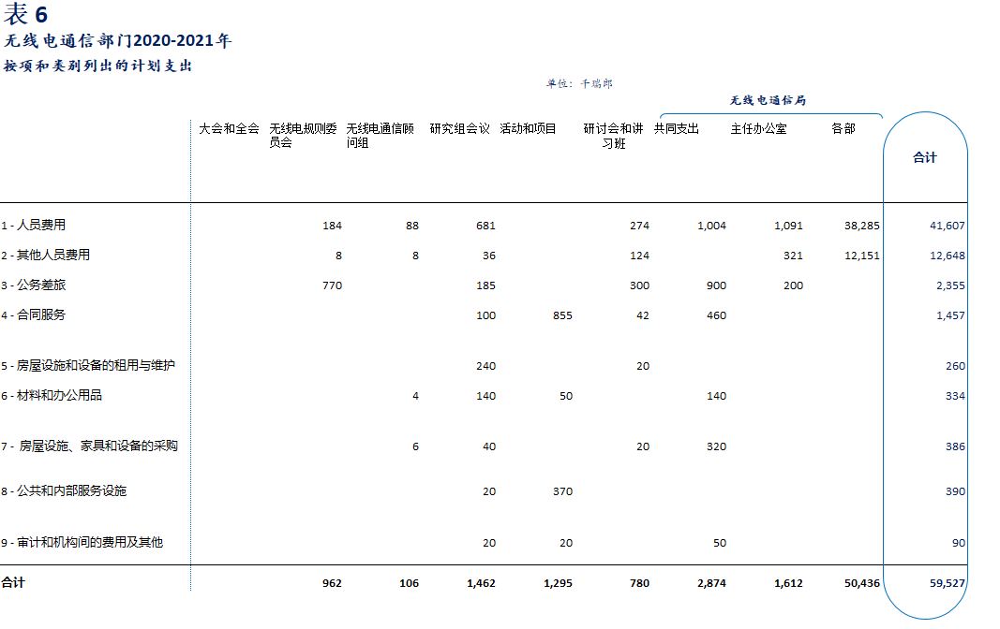 表 6
无线电通信部门2020-2021年
按项和类别列出的计划支出
单位：千瑞郎
无线电通信局
大会和全会 无线电规则委员会 无线电通信顾问组 研究组会议 活动和项目 研讨会和讲习班 共同支出 主任办公室 各部 合计
1 - 人员费用 184 88 681 274 1,004 1,091 38,285 41,607
2 - 其他人员费用 8 8 36 124 321 12,151 12,648
3 - 公务差旅 770 185 300 900 200 2,355
4 - 合同服务 100 855 42 460 1,457
5 - 房屋设施和设备的租用与维护 240 20 260
6 - 材料和办公用品 4 140 50 140 334
7 - 房屋设施、家具和设备的采购 6 40 20 320 386
8 - 公共和内部服务设施 20 370 390
9 - 审计和机构间的费用及其他 20 20 50 90
合计 962 106 1,462 1,295 780 2,874 1,612 50,436 59,527